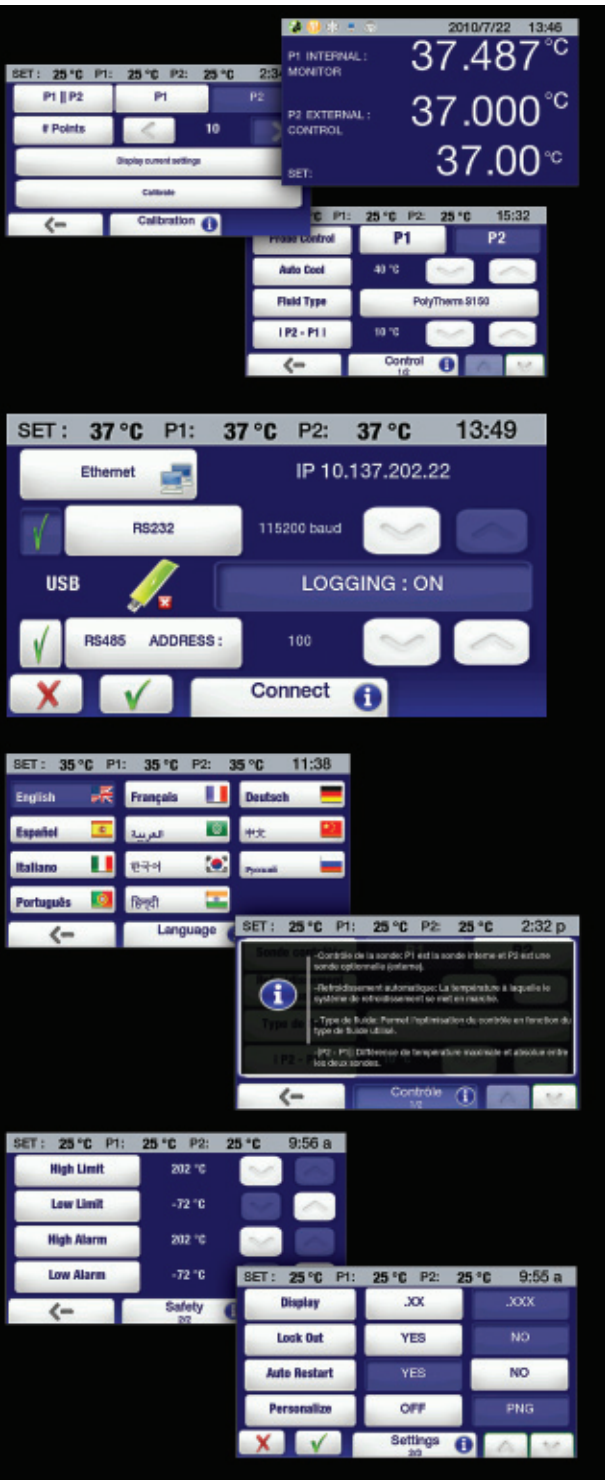 2010/7/22 13:46
P1 INTERNAL : 37.487 °C
MONITOR
P2 EXTERNAL : 37.000 °C
CONTROL
SET: 37.00 °C
SET : 25 °C P1: 25 °C P2: 25 °C
P1 || P2 P1 P2
# Points 10
Display current settings
Calibrate
Calibration
P1: 25 °C P2: 25 °C 15:32
Control P1 P2
Auto Cool 40 °C
Fluid Type PolyTherm S150
| P2 - P1 | 10 °C
Control
1/2
SET : 37 °C P1: 37 °C P2: 37 °C 13:49
Ethernet IP 10.137.202.22
RS232 115200 baud
USB LOGGING : ON
RS485 ADDRESS : 100
Connect
SET : 35 °C P1: 35 °C P2: 35 °C 11:38
English Français Deutsch
Español العربية 中文
Italiano 한국어 Русский
Português हिन्दी
Language
SET : 25 °C P1: 25 °C P2: 25 °C 2:32 p
-Contrôle de la sonde: P1 est la sonde interne et P2 est une
sonde optionnelle (externe).
-Refroidissement automatique: La température à laquelle le
système de refroidissement se met en marche.
- Type de fluide: Permet l'optimisation du contrôle en fonction du
type de fluide utilisé.
-|P2 - P1|: Différence de température maximale et absolue entre
les deux sondes.
Contrôle
1/2
SET : 25 °C P1: 25 °C P2: 25 °C 9:56 a
High Limit 202 °C
Low Limit -72 °C
High Alarm 202 °C
Low Alarm -72 °C
Safety
2/2
SET : 25 °C P1: 25 °C P2: 25 °C 9:55 a
Display .XX .XXX
Lock Out YES NO
Auto Restart YES NO
Personalize OFF PNG
Settings